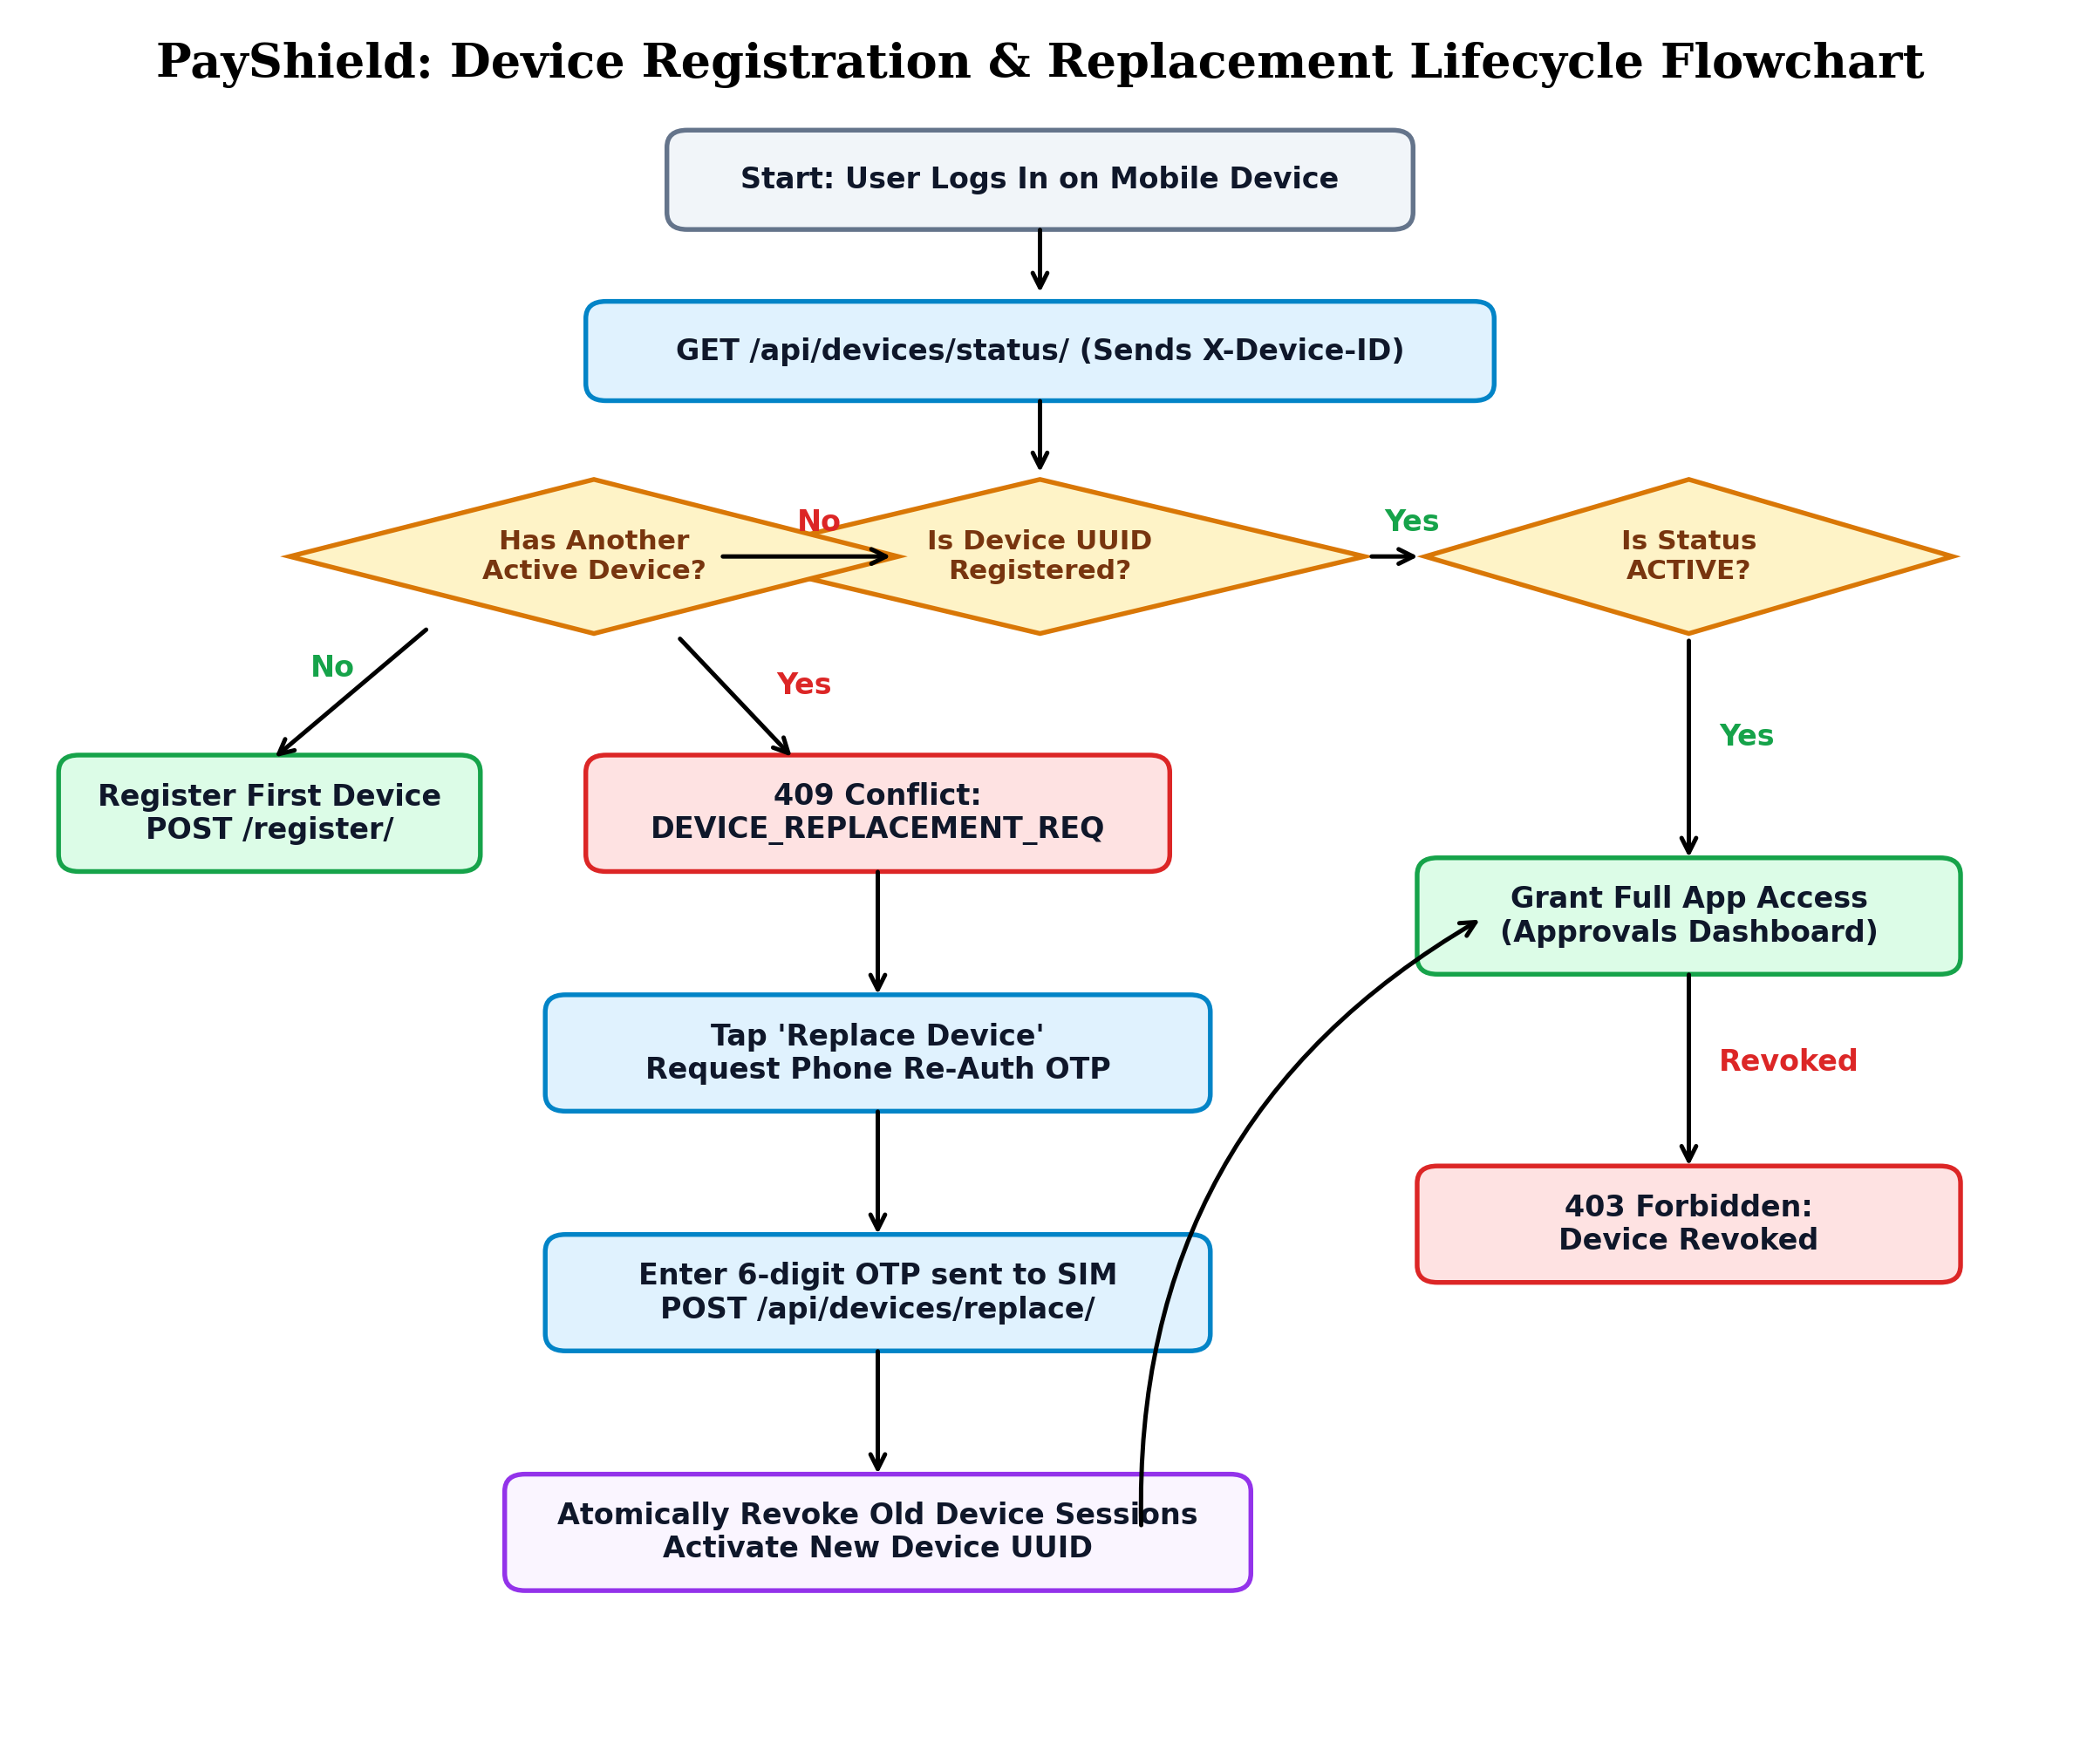 PayShield: Device Registration & Replacement Lifecycle Flowchart
Start: User Logs In on Mobile Device
GET /api/devices/status/ (Sends X-Device-ID)
Has Another
Active Device?
No
Is Device UUID
Registered?
Yes
Is Status
ACTIVE?
No
Yes
Yes
Register First Device
POST /register/
409 Conflict:
DEVICE_REPLACEMENT_REQ
Grant Full App Access
(Approvals Dashboard)
Tap 'Replace Device'
Request Phone Re-Auth OTP
Revoked
403 Forbidden:
Device Revoked
Enter 6-digit OTP sent to SIM
POST /api/devices/replace/
Atomically Revoke Old Device Sessions
Activate New Device UUID